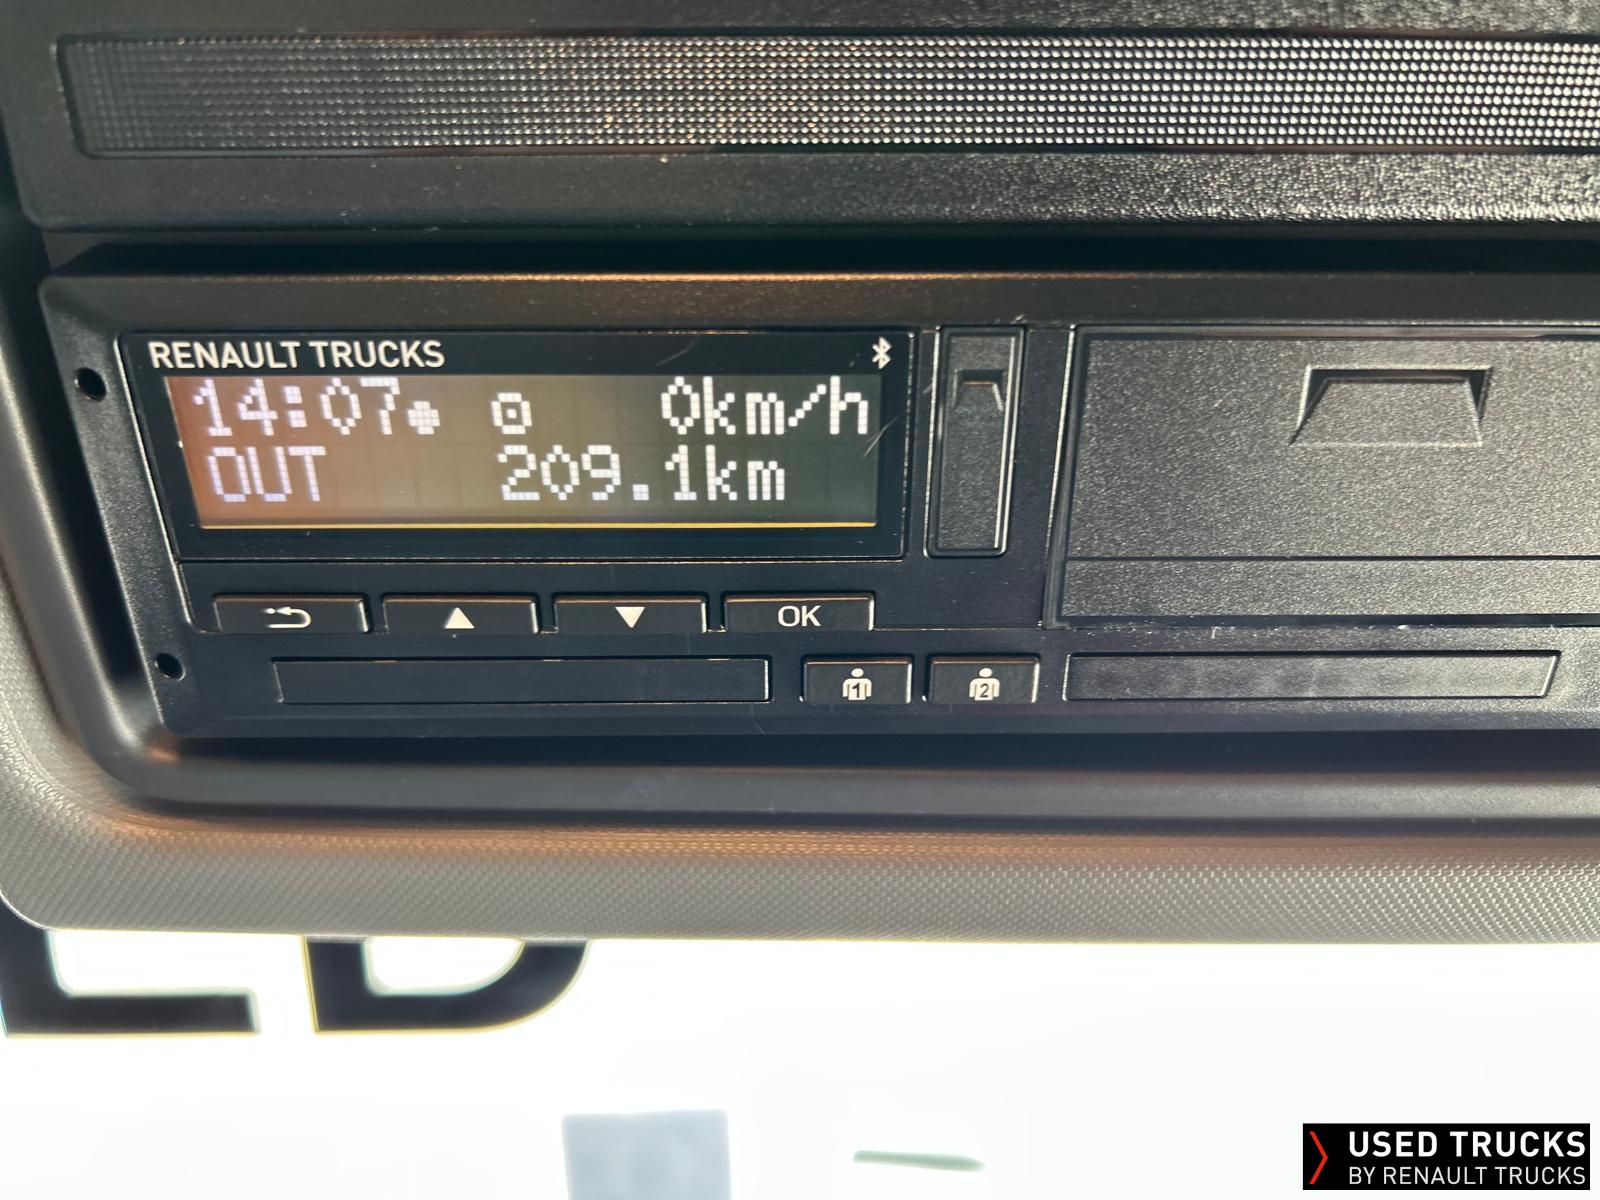 RENAULT TRUCKS
14:07 0km/h
OUT 209.1km
OK
1 2
USED TRUCKS
BY RENAULT TRUCKS